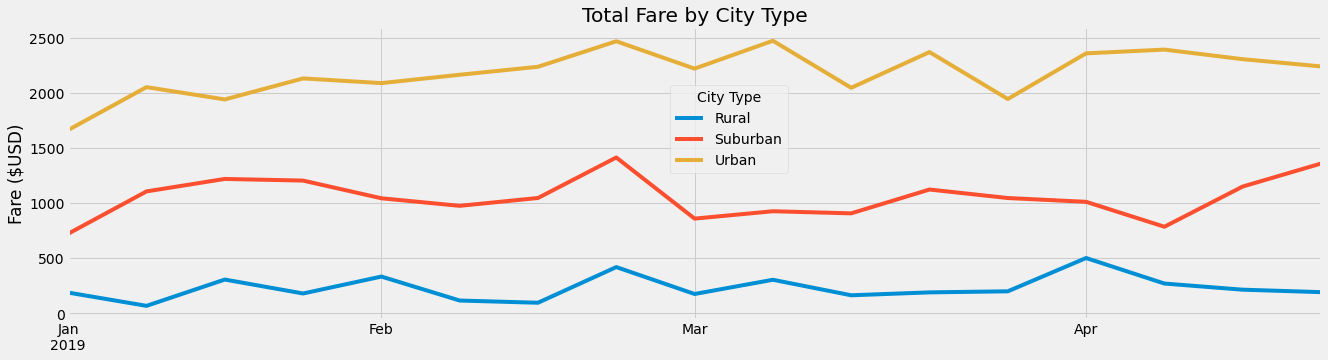 Total Fare by City Type
Fare ($USD)
2500
2000
1500
1000
500
0
City Type
Rural
Suburban
Urban
Jan
2019
Feb
Mar
Apr